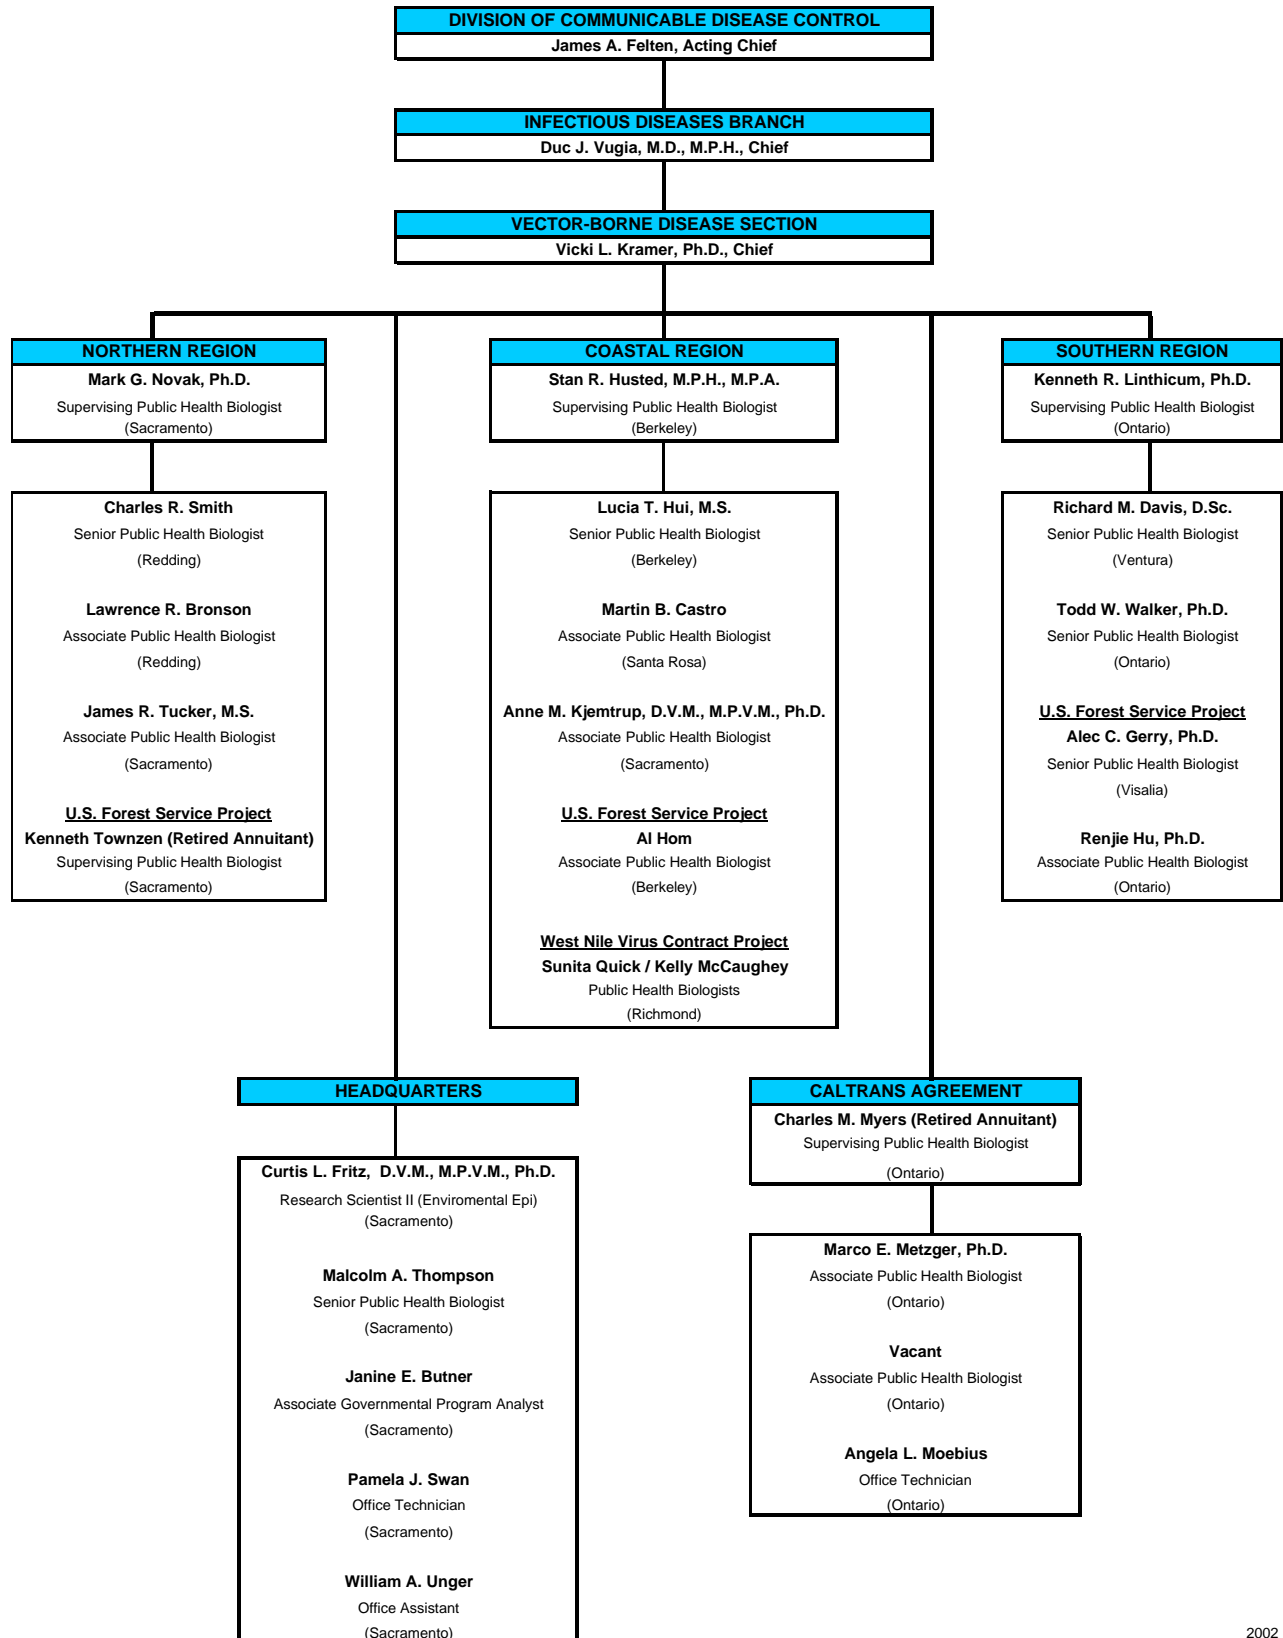 DIVISION OF COMMUNICABLE DISEASE CONTROL
James A. Felten, Acting Chief
INFECTIOUS DISEASES BRANCH
Duc J. Vugia, M.D., M.P.H., Chief
VECTOR-BORNE DISEASE SECTION
Vicki L. Kramer, Ph.D., Chief
NORTHERN REGION
Mark G. Novak, Ph.D.
Supervising Public Health Biologist
(Sacramento)
Charles R. Smith
Senior Public Health Biologist
(Redding)
Lawrence R. Bronson
Associate Public Health Biologist
(Redding)
James R. Tucker, M.S.
Associate Public Health Biologist
(Sacramento)
U.S. Forest Service Project
Kenneth Townzen (Retired Annuitant)
Supervising Public Health Biologist
(Sacramento)
COASTAL REGION
Stan R. Husted, M.P.H., M.P.A.
Supervising Public Health Biologist
(Berkeley)
Lucia T. Hui, M.S.
Senior Public Health Biologist
(Berkeley)
Martin B. Castro
Associate Public Health Biologist
(Santa Rosa)
Anne M. Kjemtrup, D.V.M., M.P.V.M., Ph.D.
Associate Public Health Biologist
(Sacramento)
U.S. Forest Service Project
Al Hom
Associate Public Health Biologist
(Berkeley)
West Nile Virus Contract Project
Sunita Quick / Kelly McCaughey
Public Health Biologists
(Richmond)
SOUTHERN REGION
Kenneth R. Linthicum, Ph.D.
Supervising Public Health Biologist
(Ontario)
Richard M. Davis, D.Sc.
Senior Public Health Biologist
(Ventura)
Todd W. Walker, Ph.D.
Senior Public Health Biologist
(Ontario)
U.S. Forest Service Project
Alec C. Gerry, Ph.D.
Senior Public Health Biologist
(Visalia)
Renjie Hu, Ph.D.
Associate Public Health Biologist
(Ontario)
HEADQUARTERS
Curtis L. Fritz, D.V.M., M.P.V.M., Ph.D.
Research Scientist II (Enviromental Epi)
(Sacramento)
Malcolm A. Thompson
Senior Public Health Biologist
(Sacramento)
Janine E. Butner
Associate Governmental Program Analyst
(Sacramento)
Pamela J. Swan
Office Technician
(Sacramento)
William A. Unger
Office Assistant
(Sacramento)
CALTRANS AGREEMENT
Charles M. Myers (Retired Annuitant)
Supervising Public Health Biologist
(Ontario)
Marco E. Metzger, Ph.D.
Associate Public Health Biologist
(Ontario)
Vacant
Associate Public Health Biologist
(Ontario)
Angela L. Moebius
Office Technician
(Ontario)
2002